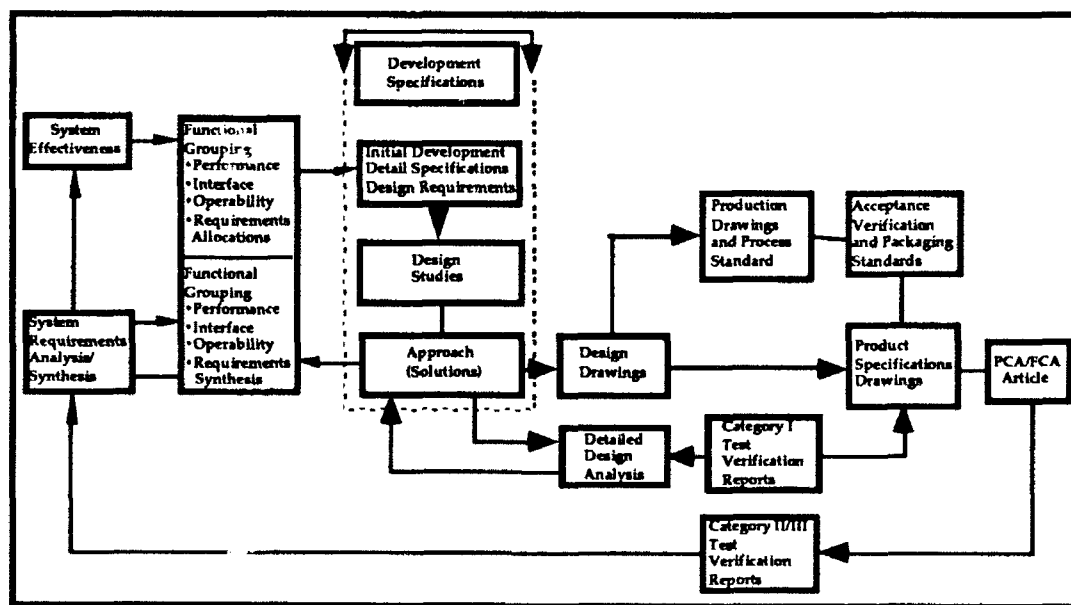 Development
Specifications
System
Effectiveness
Functional
Grouping
•Performance
•Interface
•Operability
•Requirements
Allocations
Initial Development
Detail Specifications
Design Requirements
Design
Studies
Functional
Grouping
•Performance
•Interface
•Operability
•Requirements
Synthesis
System
Requirements
Analysis/
Synthesis
Approach
(Solutions)
Design
Drawings
Production
Drawings
and Process
Standard
Acceptance
Verification
and Packaging
Standards
Product
Specifications
Drawings
PCA/FCA
Article
Detailed
Design
Analysis
Category I
Test
Verification
Reports
Category II/III
Test
Verification
Reports